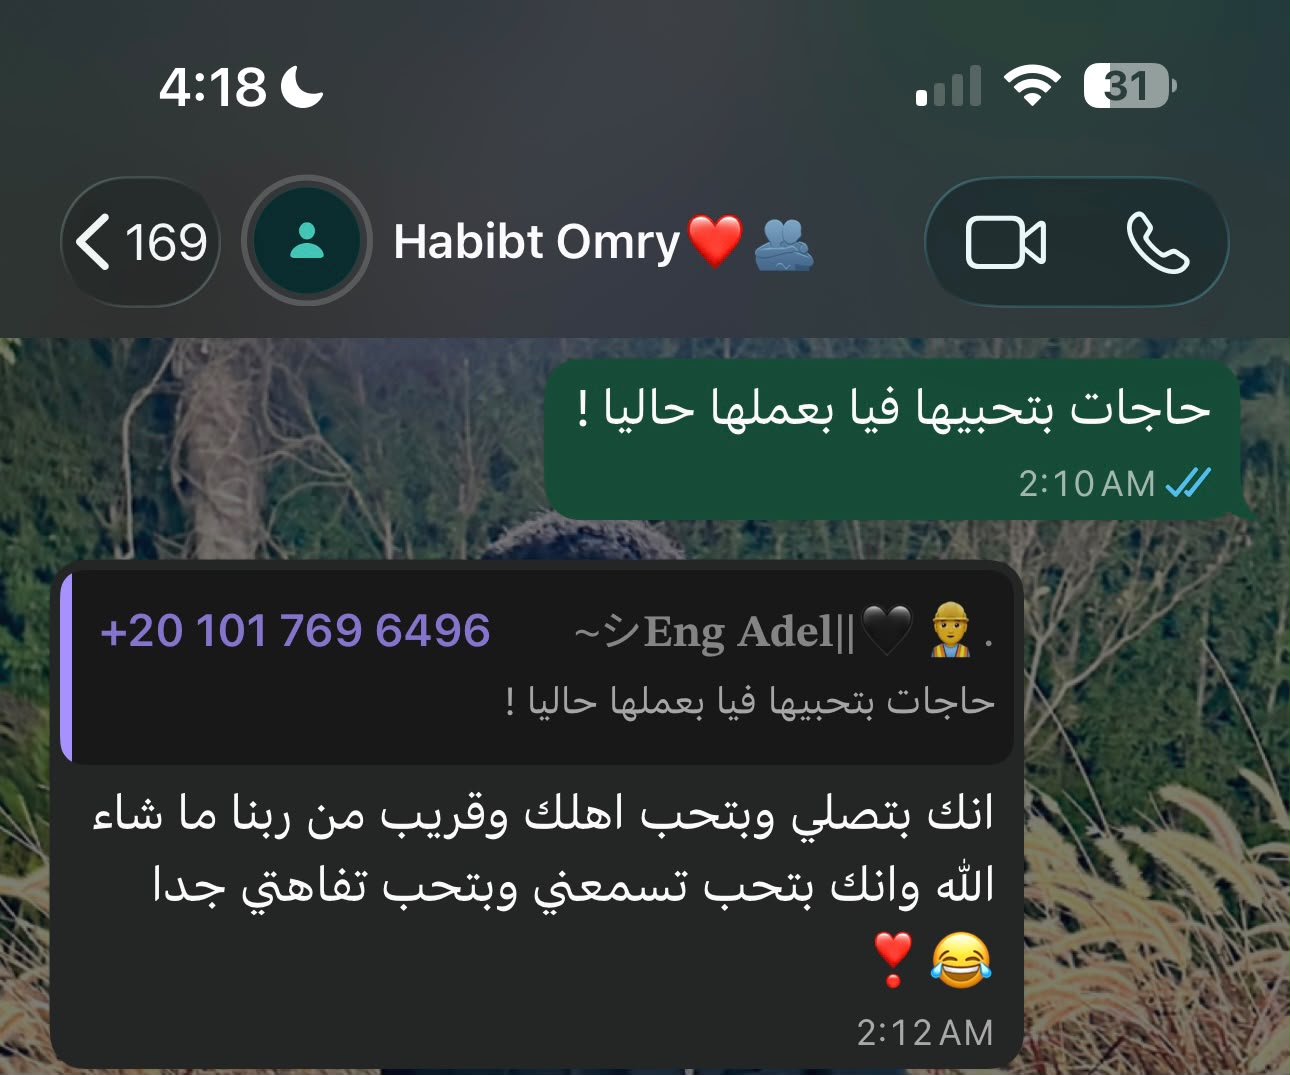 4:18
31
169
Habibt Omry❤️🫂
حاجات بتحبيها فيا بعملها حاليا !
2:10 AM
+20 101 769 6496 ~シEng Adel||🖤👷.
حاجات بتحبيها فيا بعملها حاليا !
انك بتصلي وبتحب اهلك وقريب من ربنا ما شاء
الله وانك بتحب تسمعني وبتحب تفاهتي جدا
😂❣️
2:12 AM